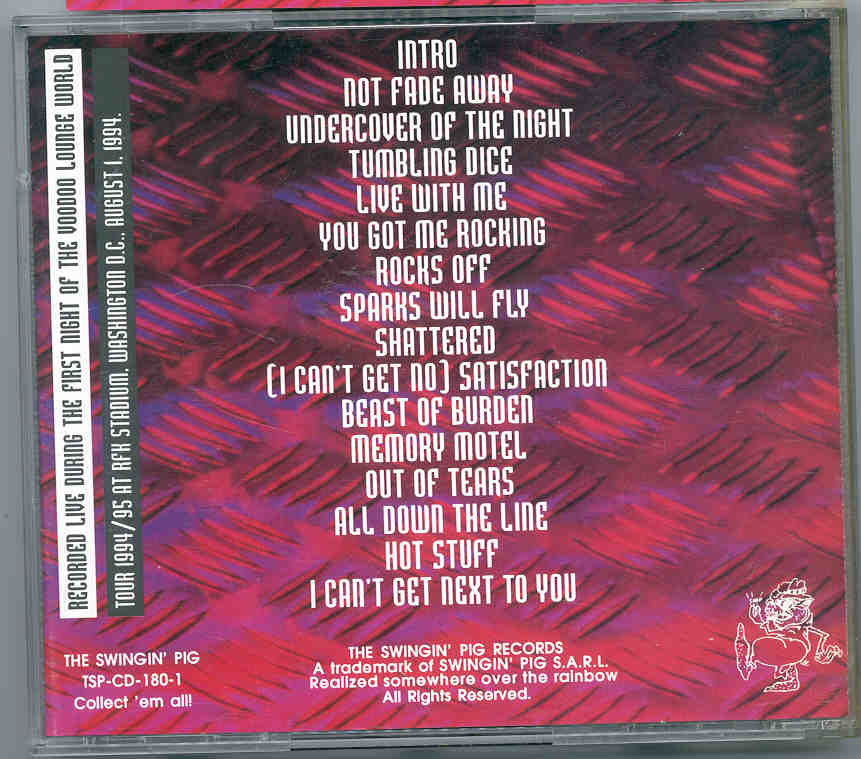 RECORDED LIVE DURING THE FIRST NIGHT OF THE VOODOO LOUNGE WORLD
TOUR 1994/95 AT RFK STADIUM, WASHINGTON D.C., AUGUST 1, 1994.
INTRO
NOT FADE AWAY
UNDERCOVER OF THE NIGHT
TUMBLING DICE
LIVE WITH ME
YOU GOT ME ROCKING
ROCKS OFF
SPARKS WILL FLY
SHATTERED
(I CAN'T GET NO) SATISFACTION
BEAST OF BURDEN
MEMORY MOTEL
OUT OF TEARS
ALL DOWN THE LINE
HOT STUFF
I CAN'T GET NEXT TO YOU
THE SWINGIN' PIG
TSP-CD-180-1
Collect 'em all!
THE SWINGIN' PIG RECORDS
A trademark of SWINGIN' PIG S.A.R.L.
Realized somewhere over the rainbow
All Rights Reserved.